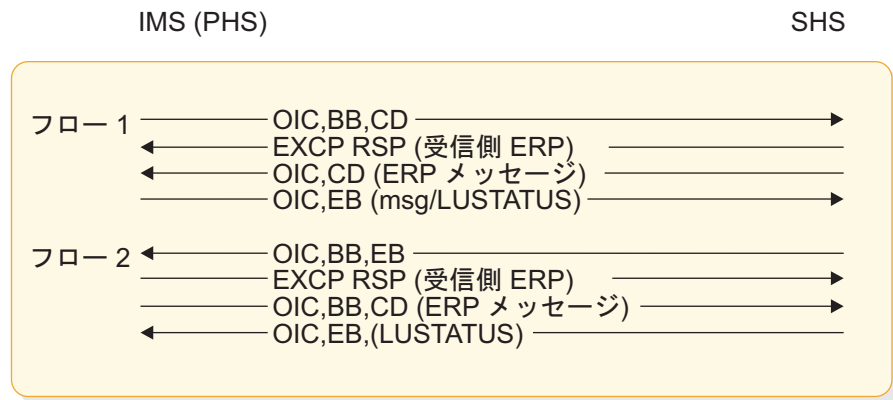 IMS (PHS) SHS
フロー 1 OIC,BB,CD
EXCP RSP (受信側 ERP)
OIC,CD (ERP メッセージ)
OIC,EB (msg/LUSTATUS)
フロー 2 OIC,BB,EB
EXCP RSP (受信側 ERP)
OIC,BB,CD (ERP メッセージ)
OIC,EB,(LUSTATUS)